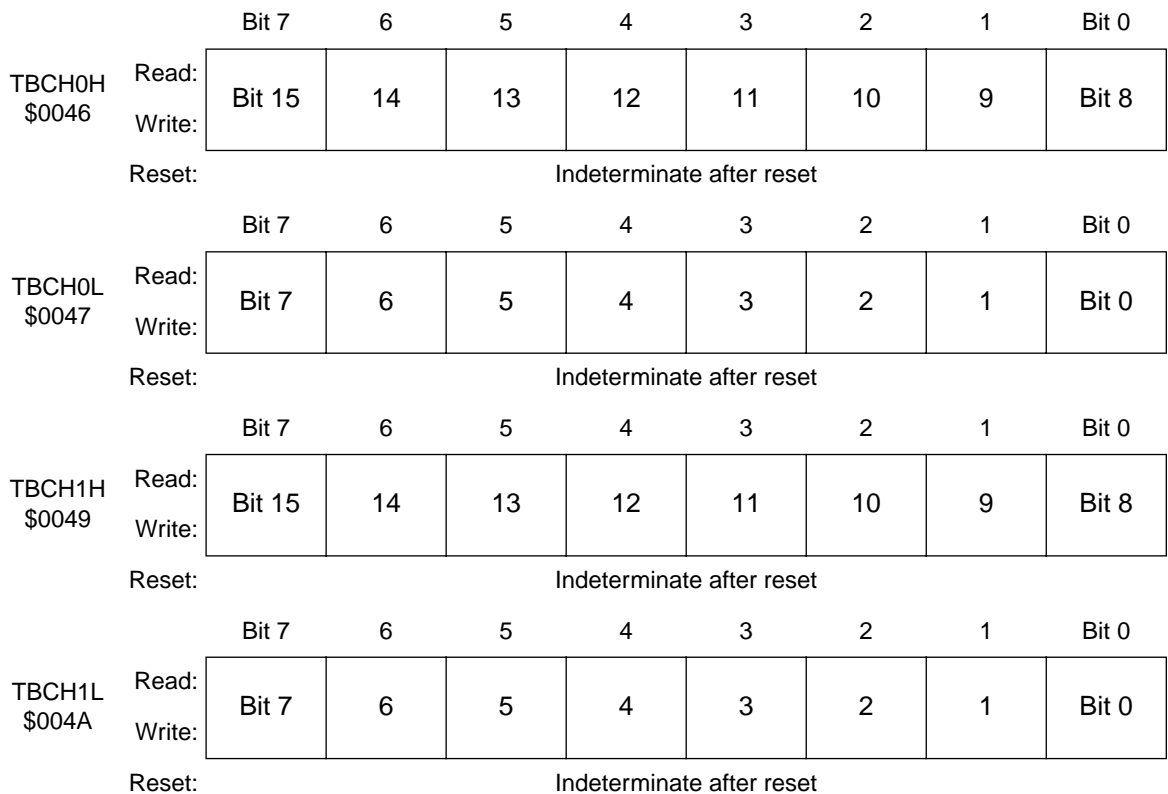 Bit 7 6 5 4 3 2 1 Bit 0
TBCH0H $0046
Read:
Write:
Bit 15 14 13 12 11 10 9 Bit 8
Reset: Indeterminate after reset
Bit 7 6 5 4 3 2 1 Bit 0
TBCH0L $0047
Read:
Write:
Bit 7 6 5 4 3 2 1 Bit 0
Reset: Indeterminate after reset
Bit 7 6 5 4 3 2 1 Bit 0
TBCH1H $0049
Read:
Write:
Bit 15 14 13 12 11 10 9 Bit 8
Reset: Indeterminate after reset
Bit 7 6 5 4 3 2 1 Bit 0
TBCH1L $004A
Read:
Write:
Bit 7 6 5 4 3 2 1 Bit 0
Reset: Indeterminate after reset